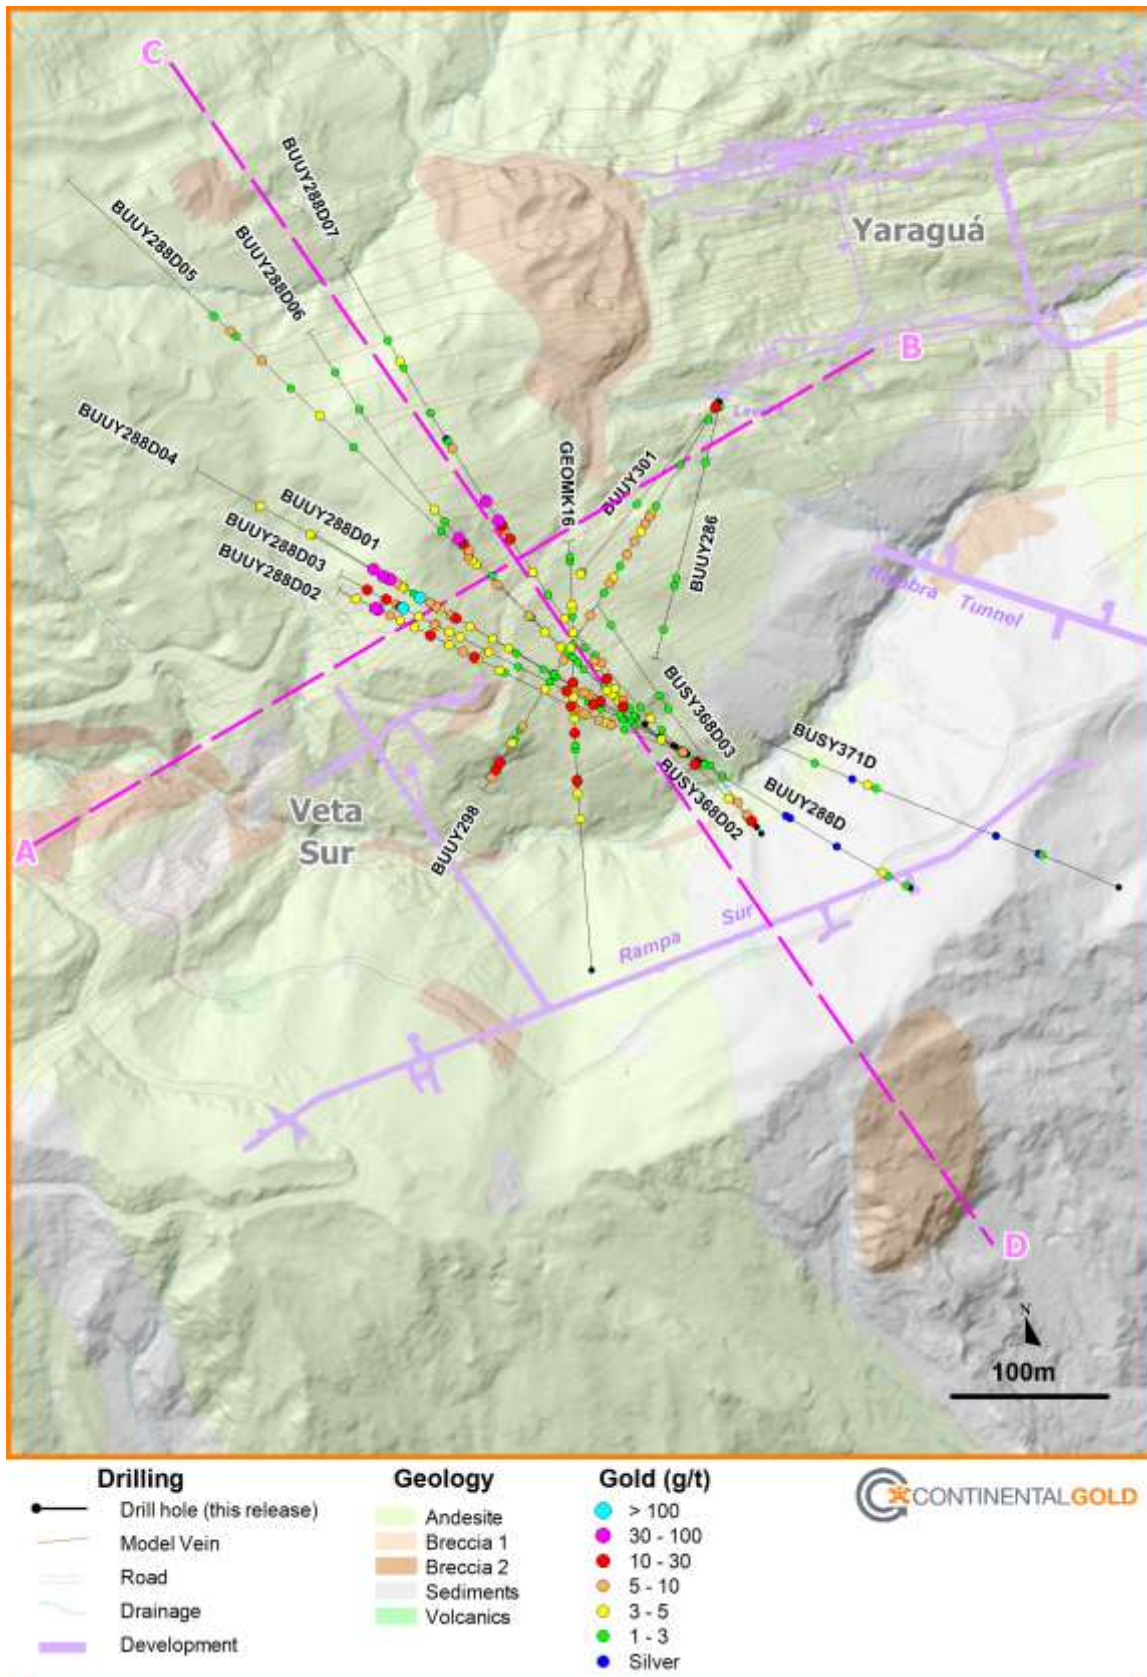 C
BUUY288D07
BUUY288D05
BUUY288D06
Yaraguá
B
BUUY288D04
GEOMK16
BUUY301
BUUY288D01
BUUY286
BUUY288D03
BUUY288D02
Tunnel
BUSY368D03
BUSY371D
BUSY368D02
BUUY288D
Veta
Sur
A
BUUY298
Rampa Sur
D
N
100m
Drilling
Drill hole (this release)
Model Vein
Road
Drainage
Development
Geology
Andesite
Breccia 1
Breccia 2
Sediments
Volcanics
Gold (g/t)
> 100
30 - 100
10 - 30
5 - 10
3 - 5
1 - 3
Silver
CONTINENTALGOLD